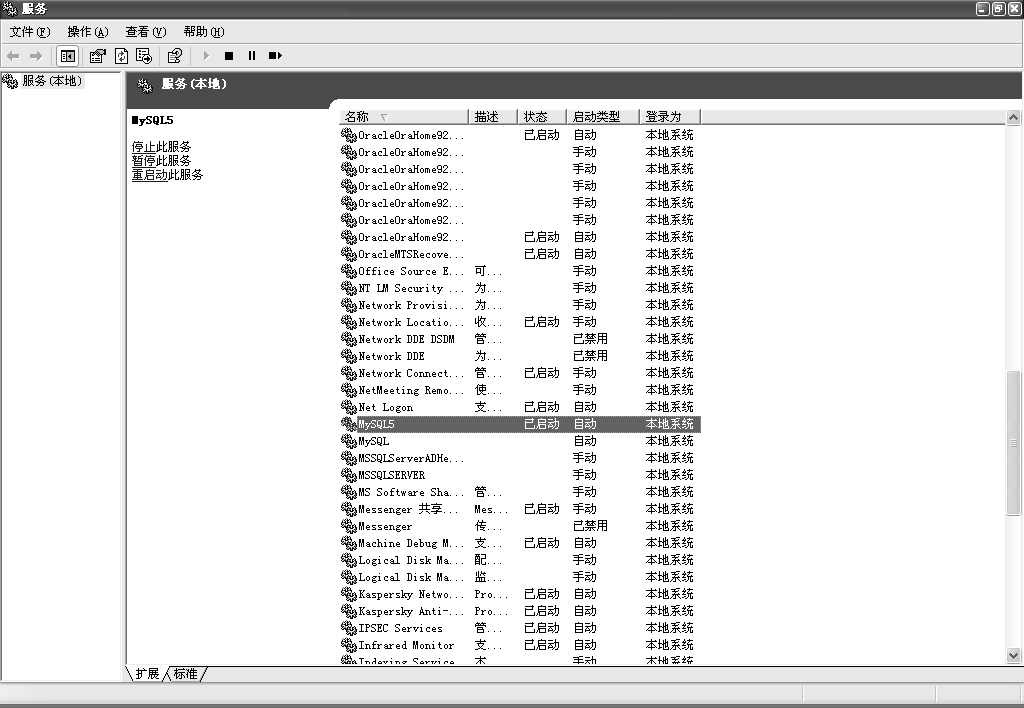 服务
文件(F) 操作(A) 查看(V) 帮助(H)
服务(本地)
服务(本地)
MySQL5
停止此服务
暂停此服务
重启动此服务
名称 描述 状态 启动类型 登录为
OracleOraHome92... 已启动 自动 本地系统
OracleOraHome92... 手动 本地系统
OracleOraHome92... 手动 本地系统
OracleOraHome92... 手动 本地系统
OracleOraHome92... 手动 本地系统
OracleOraHome92... 手动 本地系统
OracleOraHome92... 已启动 自动 本地系统
OracleMTSRecove... 已启动 自动 本地系统
Office Source E... 可... 手动 本地系统
NT LM Security ... 为... 手动 本地系统
Network Provisi... 为... 手动 本地系统
Network Locatio... 收... 已启动 手动 本地系统
Network DDE DSDM 管... 已禁用 本地系统
Network DDE 为... 已禁用 本地系统
Network Connect... 管... 已启动 手动 本地系统
NetMeeting Remo... 使... 手动 本地系统
Net Logon 支... 已启动 自动 本地系统
MySQL5 已启动 自动 本地系统
MySQL 自动 本地系统
MSSQLServerADHe... 手动 本地系统
MSSQLSERVER 手动 本地系统
MS Software Sha... 管... 手动 本地系统
Messenger 共享... Mes... 已启动 手动 本地系统
Messenger 传... 已禁用 本地系统
Machine Debug M... 支... 已启动 自动 本地系统
Logical Disk Ma... 配... 手动 本地系统
Logical Disk Ma... 监... 手动 本地系统
Kaspersky Netwo... Pro... 已启动 自动 本地系统
Kaspersky Anti-... Pro... 已启动 自动 本地系统
IPSEC Services 管... 已启动 自动 本地系统
Infrared Monitor 支... 已启动 自动 本地系统
Indexing Service 本... 手动 本地系统
扩展 标准